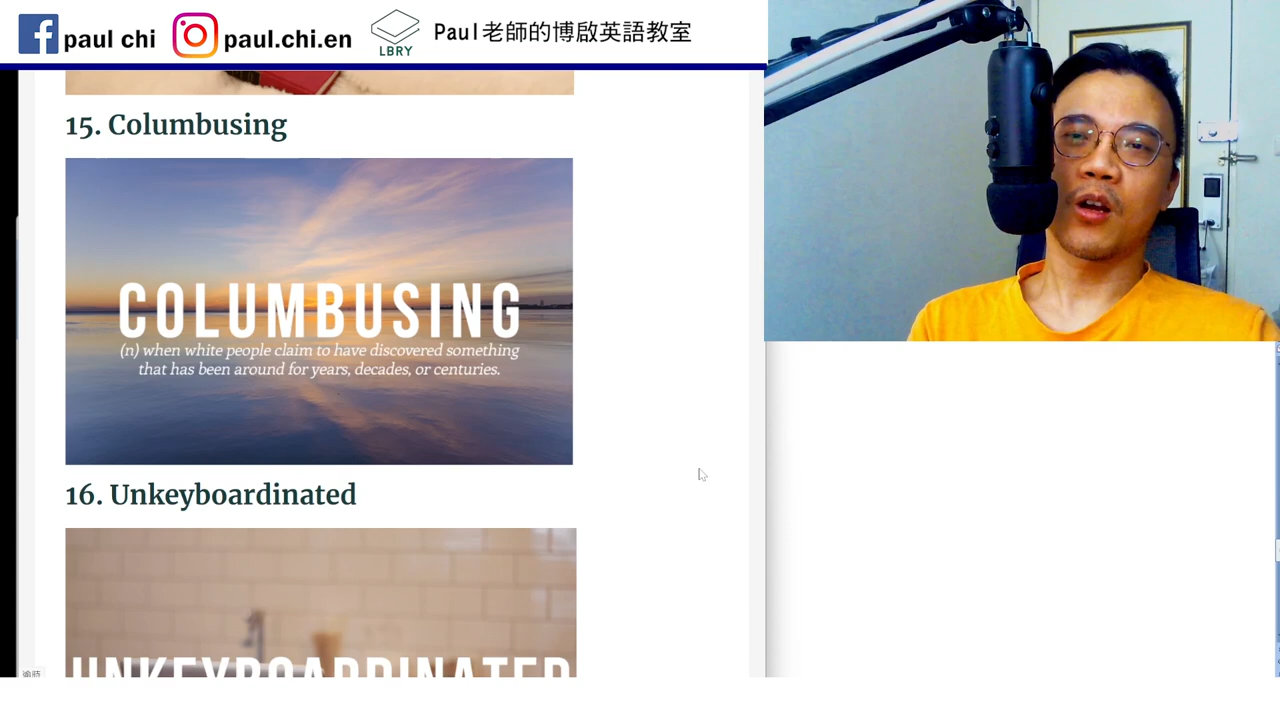 paul chi
paul.chi.en
LBRY
Paul老師的博啟英語教室
15. Columbusing
COLUMBUSING
(n) when white people claim to have discovered something
that has been around for years, decades, or centuries.
16. Unkeyboardinated
UNKEYBOARDINATED